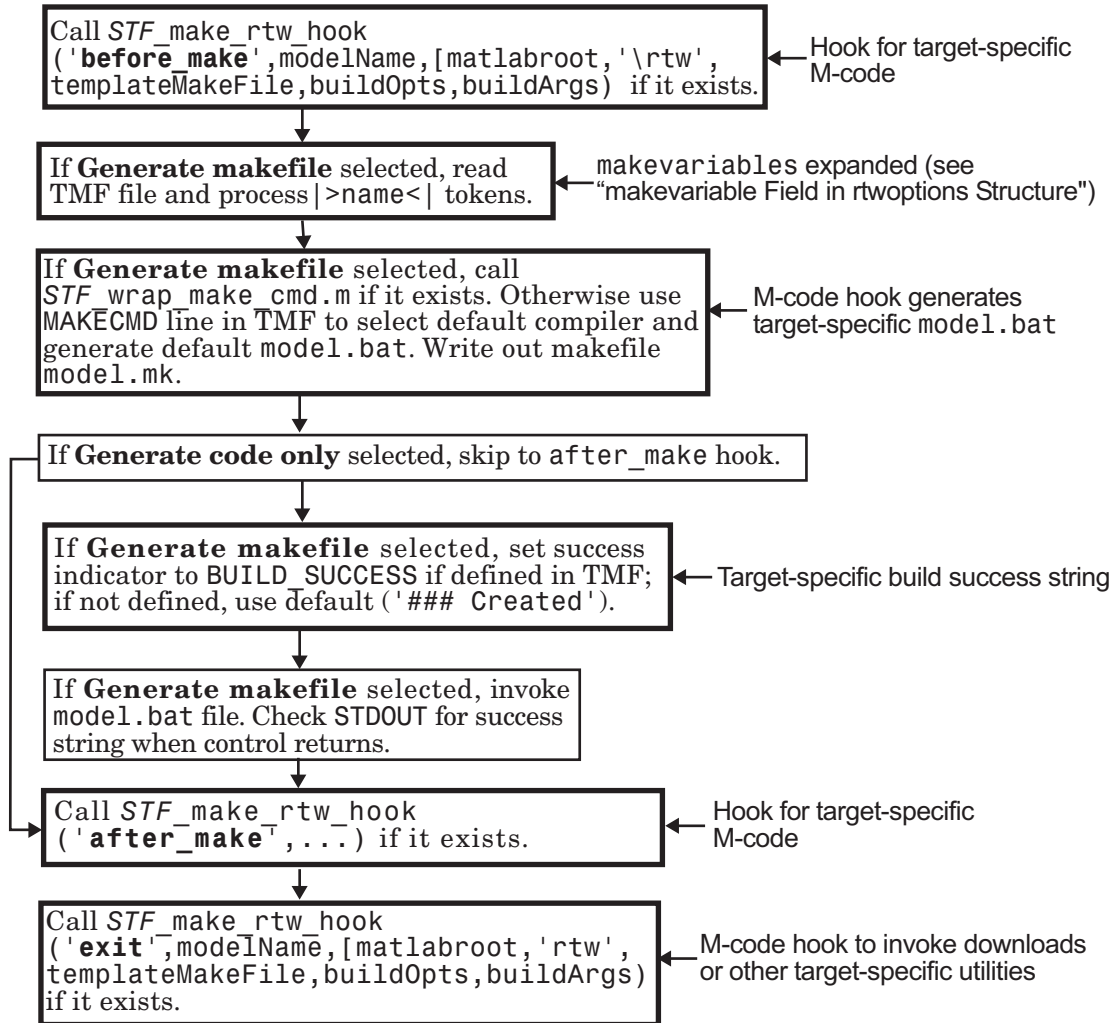 Call STF_make_rtw_hook
('before_make',modelName,[matlabroot,'\rtw',
templateMakeFile,buildOpts,buildArgs) if it exists.
Hook for target-specific
M-code
If Generate makefile selected, read
TMF file and process|>name<| tokens.
makevariables expanded (see
“makevariable Field in rtwoptions Structure")
If Generate makefile selected, call
STF_wrap_make_cmd.m if it exists. Otherwise use
MAKECMD line in TMF to select default compiler and
generate default model.bat. Write out makefile
model.mk.
M-code hook generates
target-specific model.bat
If Generate code only selected, skip to after_make hook.
If Generate makefile selected, set success
indicator to BUILD_SUCCESS if defined in TMF;
if not defined, use default ('### Created').
Target-specific build success string
If Generate makefile selected, invoke
model.bat file. Check STDOUT for success
string when control returns.
Call STF_make_rtw_hook
('after_make',...) if it exists.
Hook for target-specific
M-code
Call STF_make_rtw_hook
('exit',modelName,[matlabroot,'rtw',
templateMakeFile,buildOpts,buildArgs)
if it exists.
M-code hook to invoke downloads
or other target-specific utilities